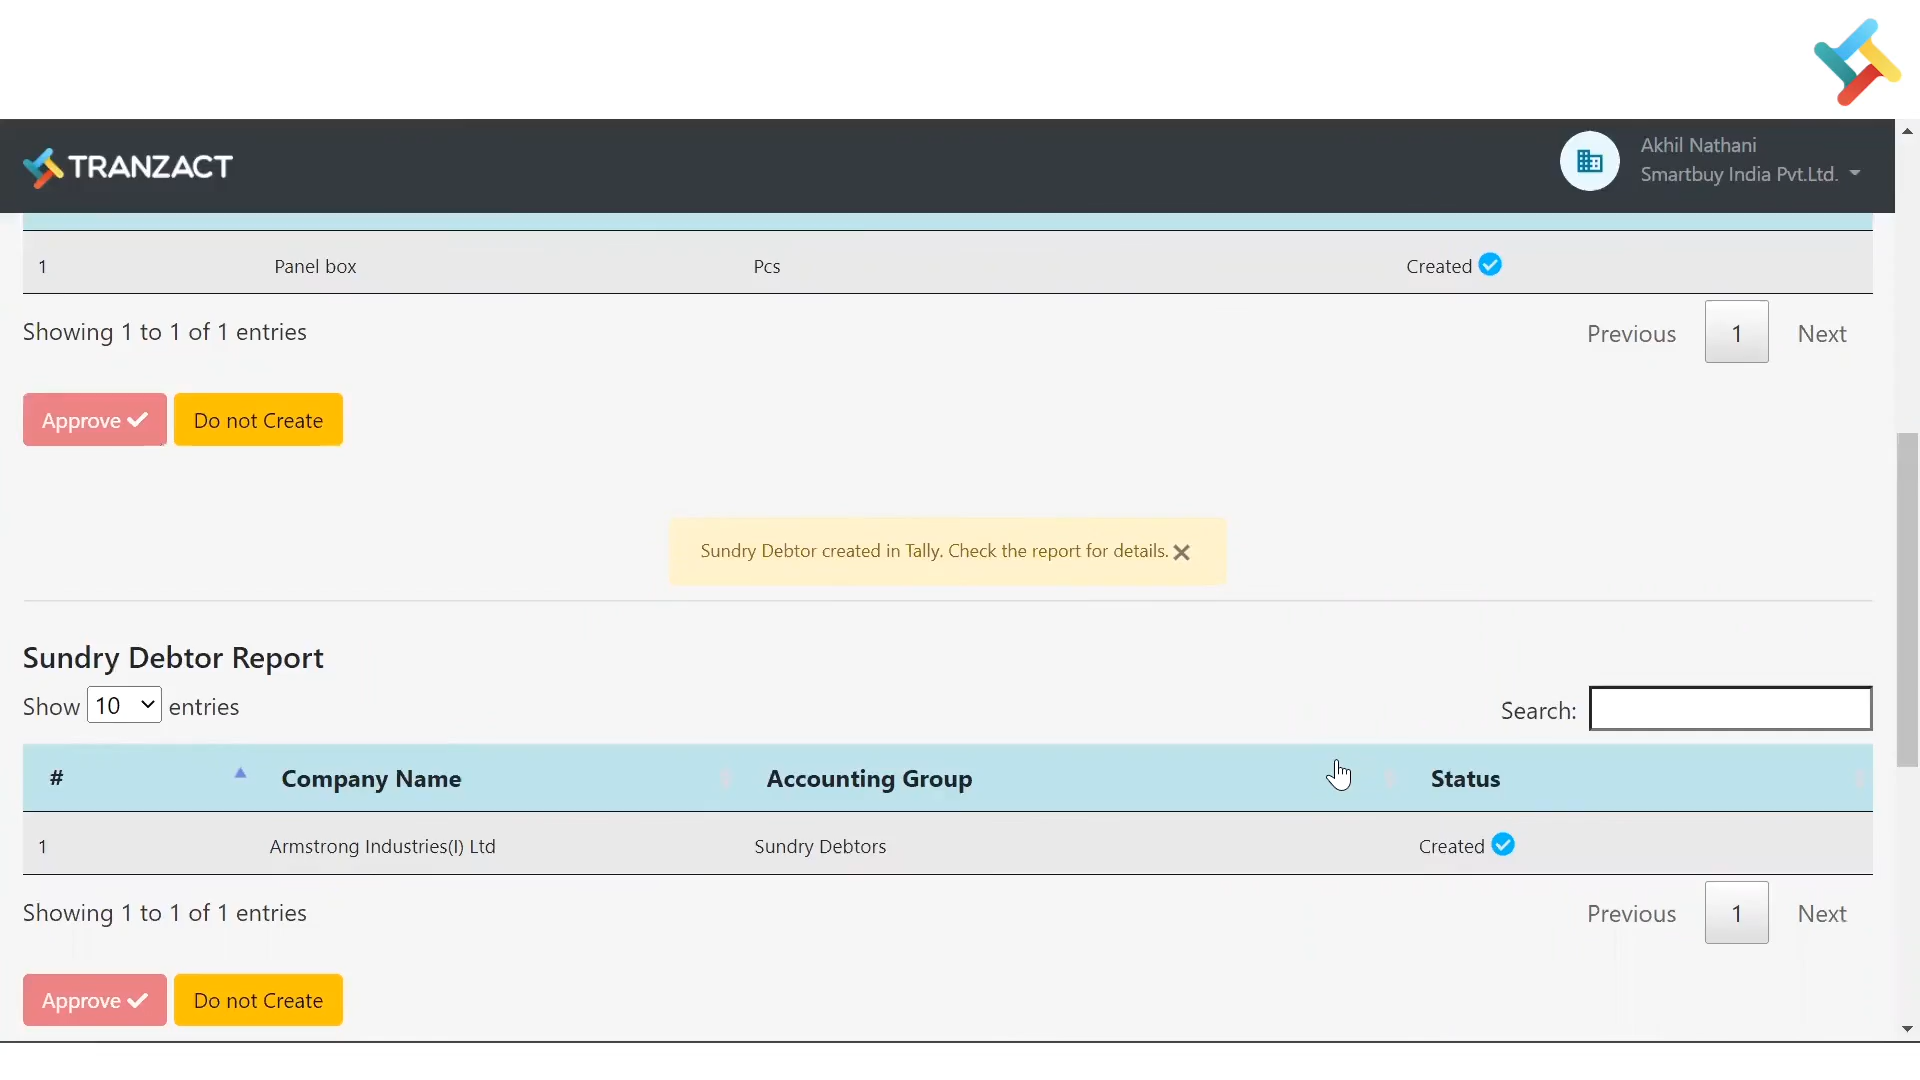 TRANZACT
Akhil Nathani
Smartbuy India Pvt.Ltd.
1 Panel box Pcs Created
Showing 1 to 1 of 1 entries Previous 1 Next
Approve Do not Create
Sundry Debtor created in Tally. Check the report for details.
Sundry Debtor Report
Show 10 entries Search:
# Company Name Accounting Group Status
1 Armstrong Industries(I) Ltd Sundry Debtors Created
Showing 1 to 1 of 1 entries Previous 1 Next
Approve Do not Create